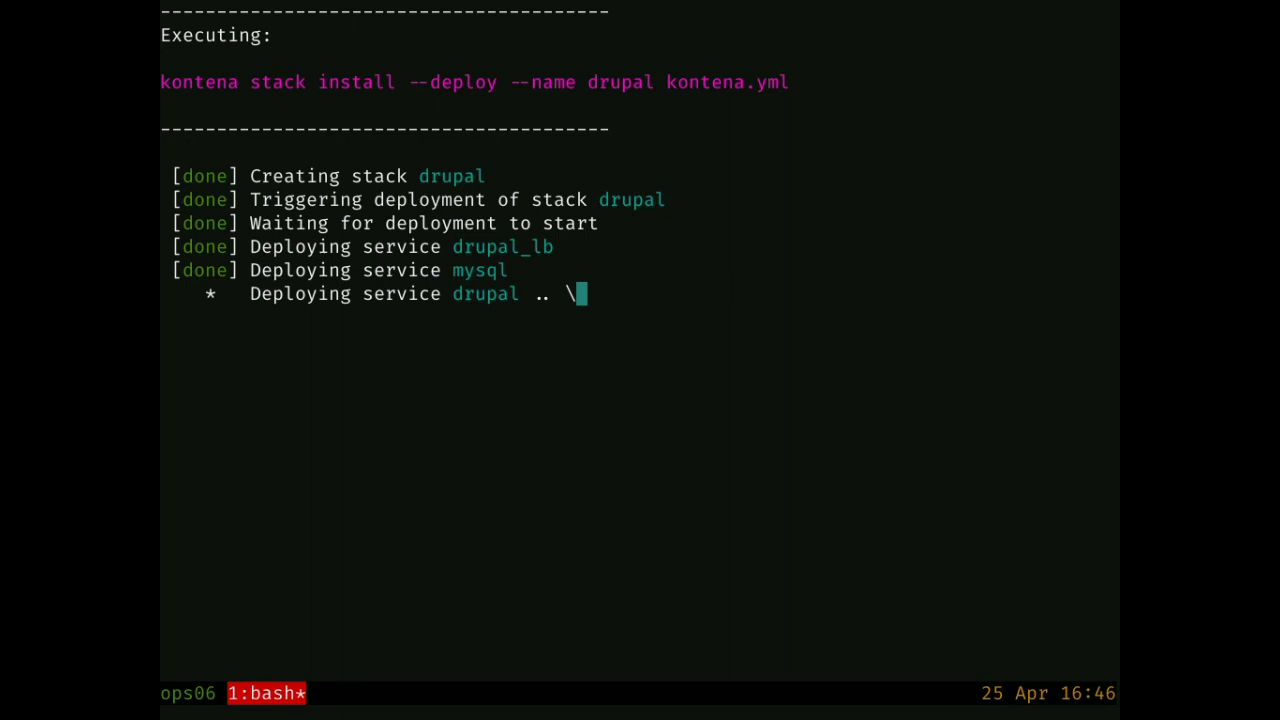 ----------------------------------------
Executing:
kontena stack install --deploy --name drupal kontena.yml
----------------------------------------
[done] Creating stack drupal
[done] Triggering deployment of stack drupal
[done] Waiting for deployment to start
[done] Deploying service drupal_lb
[done] Deploying service mysql
* Deploying service drupal .. \
ops06 1:bash* 25 Apr 16:46